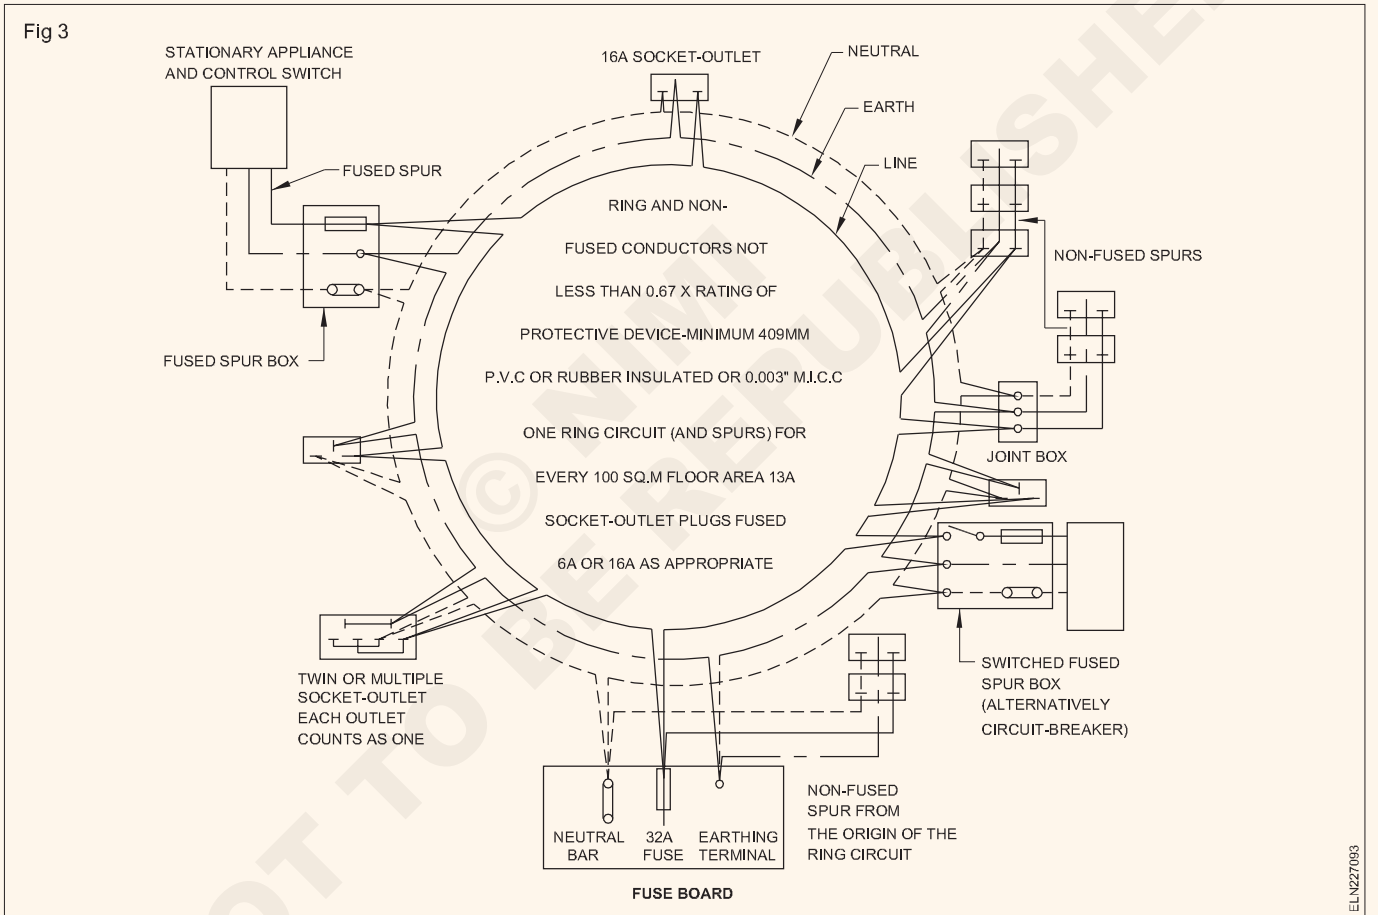 Fig 3
STATIONARY APPLIANCE
AND CONTROL SWITCH
16A SOCKET-OUTLET
NEUTRAL
EARTH
LINE
FUSED SPUR
RING AND NON-
FUSED CONDUCTORS NOT
LESS THAN 0.67 X RATING OF
PROTECTIVE DEVICE-MINIMUM 409MM
P.V.C OR RUBBER INSULATED OR 0.003" M.I.C.C
ONE RING CIRCUIT (AND SPURS) FOR
EVERY 100 SQ.M FLOOR AREA 13A
SOCKET-OUTLET PLUGS FUSED
6A OR 16A AS APPROPRIATE
NON-FUSED SPURS
FUSED SPUR BOX
JOINT BOX
TWIN OR MULTIPLE
SOCKET-OUTLET
EACH OUTLET
COUNTS AS ONE
SWITCHED FUSED
SPUR BOX
(ALTERNATIVELY
CIRCUIT-BREAKER)
NON-FUSED
SPUR FROM
THE ORIGIN OF THE
RING CIRCUIT
NEUTRAL
BAR
32A
FUSE
EARTHING
TERMINAL
FUSE BOARD
ELN227093
© NIMI
NOT TO BE REPUBLISHED